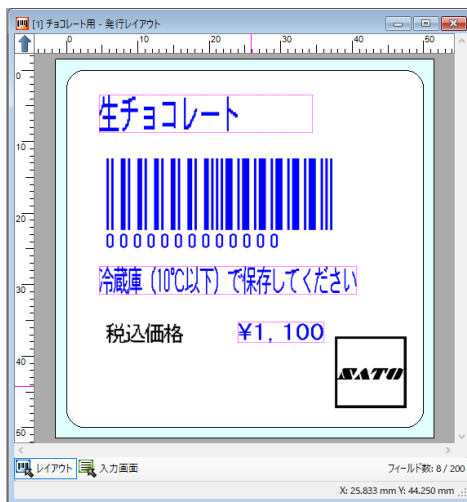 [1] チョコレート用 - 発行レイアウト
0 10 20 30 40 50
0
10
20
30
40
50
生チョコレート
0000000000000
冷蔵庫（10℃以下）で保存してください
税込価格 ¥1,100
SATO
レイアウト 入力画面 フィールド数: 8 / 200
X: 25.833 mm Y: 44.250 mm